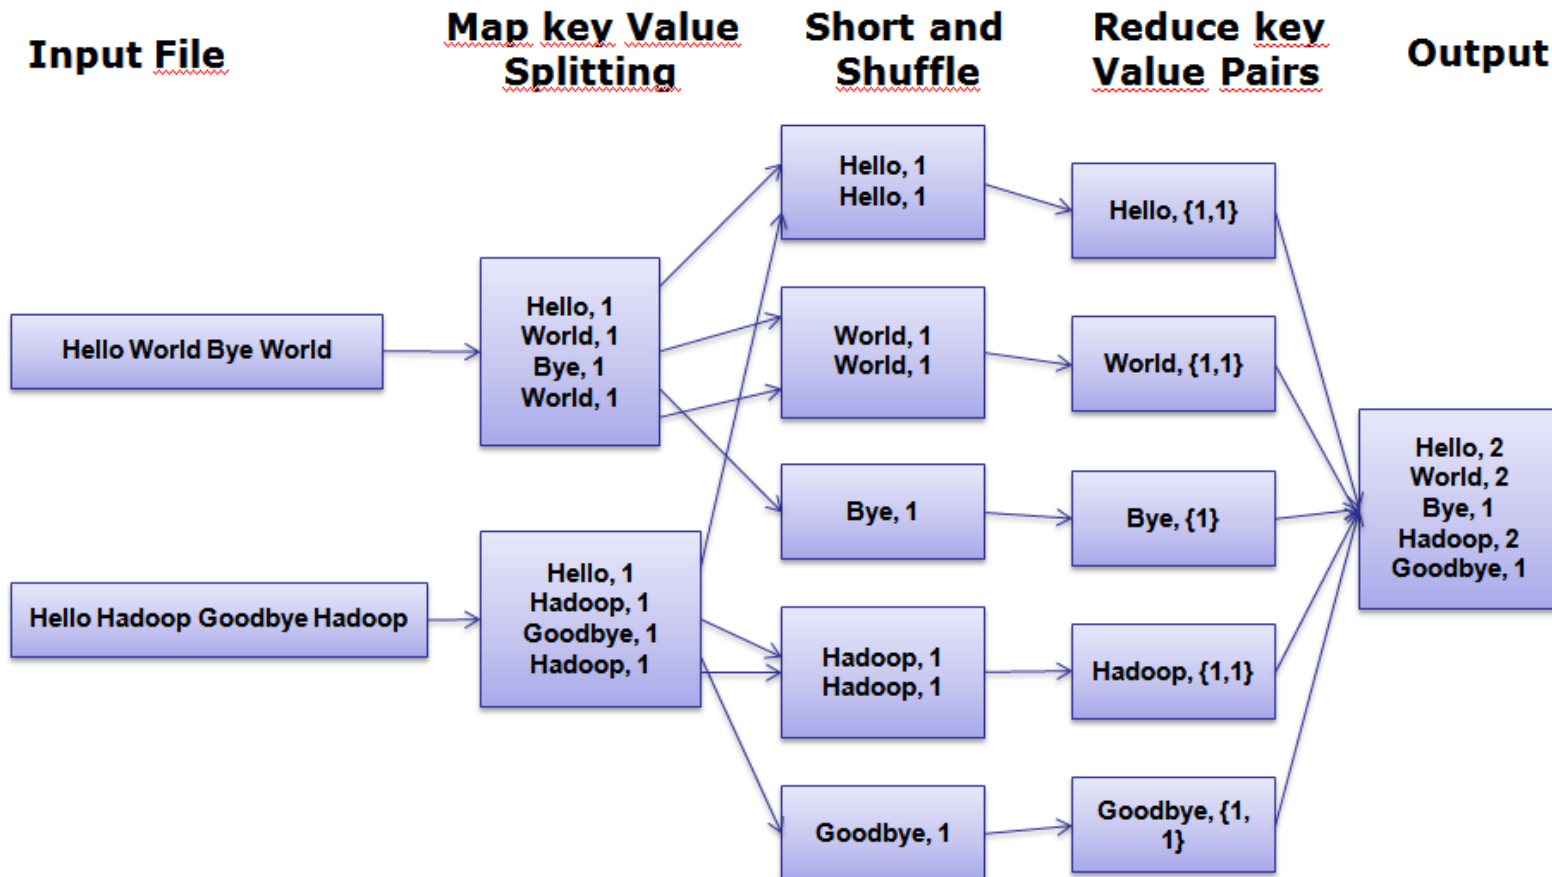 Input File
Map key Value
Splitting
Short and
Shuffle
Reduce key
Value Pairs
Output
Hello World Bye World
Hello Hadoop Goodbye Hadoop
Hello, 1
World, 1
Bye, 1
World, 1
Hello, 1
Hadoop, 1
Goodbye, 1
Hadoop, 1
Hello, 1
Hello, 1
World, 1
World, 1
Bye, 1
Hadoop, 1
Hadoop, 1
Goodbye, 1
Hello, {1,1}
World, {1,1}
Bye, {1}
Hadoop, {1,1}
Goodbye, {1,
1}
Hello, 2
World, 2
Bye, 1
Hadoop, 2
Goodbye, 1